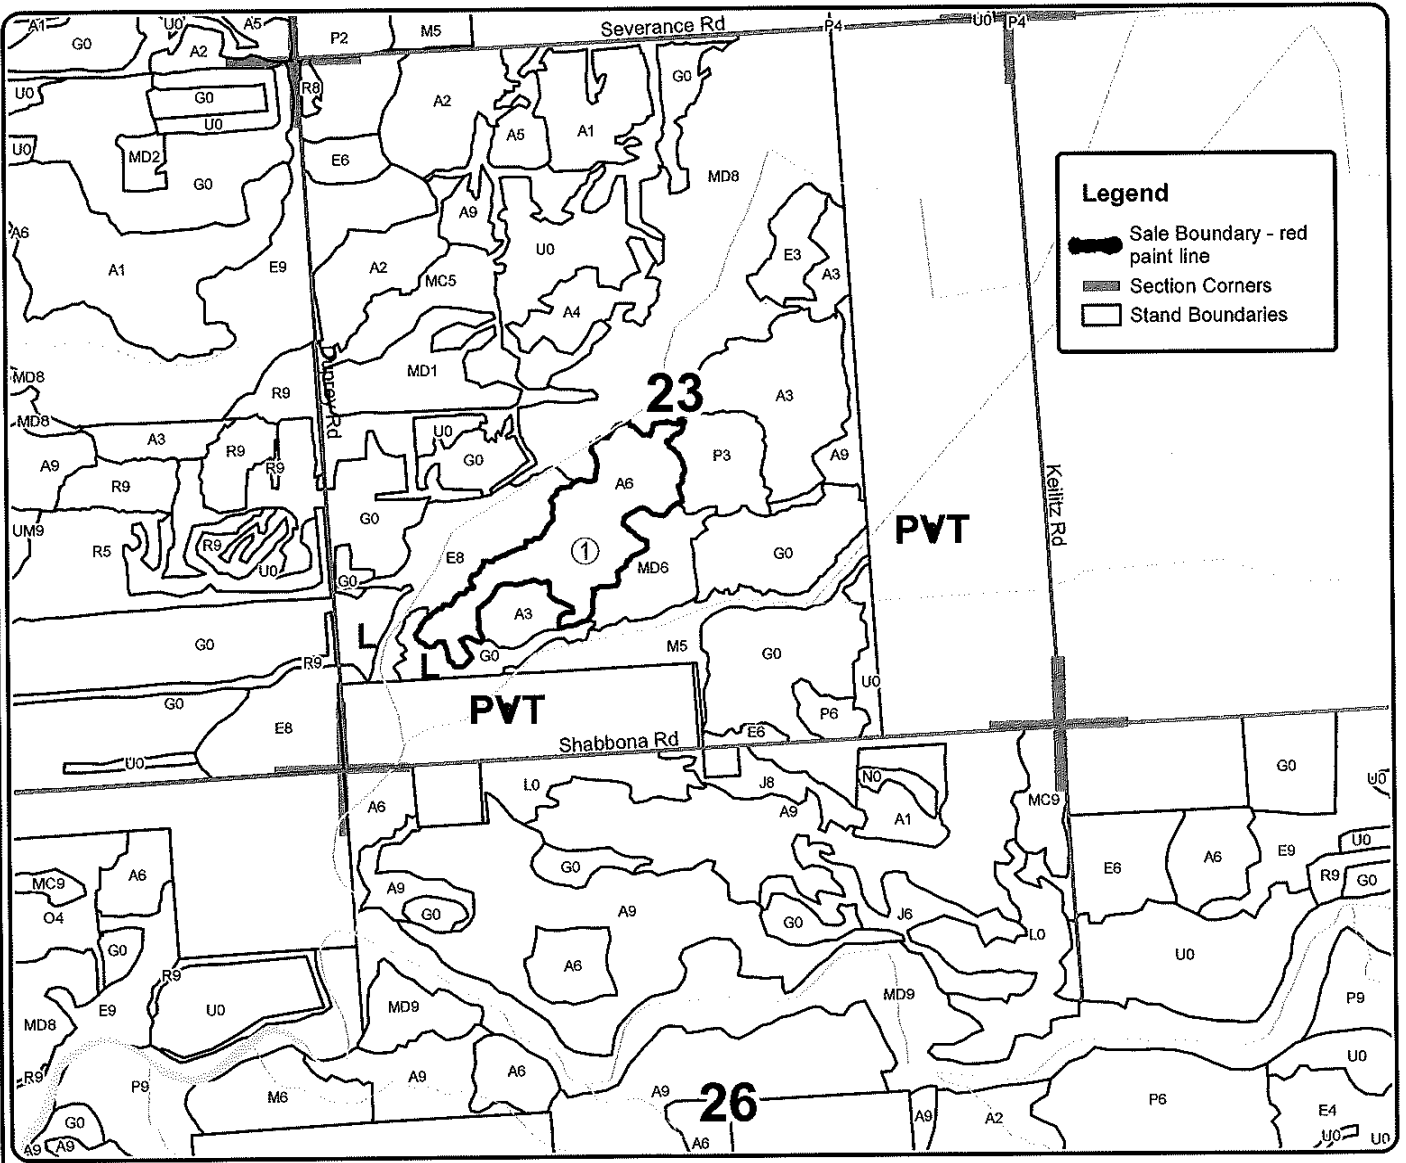 Severance Rd
A1
U0
A5
G0
A2
P2
M5
P4
U0
P4
U0
G0
R8
A2
G0
U0
A5
A1
U0
MD2
E6
G0
MD8
A9
A6
U0
A1
E9
A2
MC5
E3
A3
A4
Legend
Sale Boundary - red
paint line
Section Corners
Stand Boundaries
MD8
MD1
R9
23
A3
MD8
A3
U0
R9
A9
R9
G0
P3
A9
R9
A6
Keilitz Rd
UM9
R5
R9
G0
U0
E8
1
MD6
G0
PVT
G0
A3
G0
L
R9
L
G0
M5
G0
U0
G0
E8
PVT
P6
U0
Shabbona Rd
E6
G0
U0
L0
J8
N0
A6
A9
A1
MC9
MC9
A6
G0
E6
A6
E9
U0
R9
G0
O4
A9
G0
A9
G0
J6
L0
G0
A6
U0
R9
MD8
E9
U0
MD9
MD9
P9
U0
R9
P9
M6
A9
A6
A9
26
A9
A2
P6
E4
G0
A9
A9
A6
U0
U0